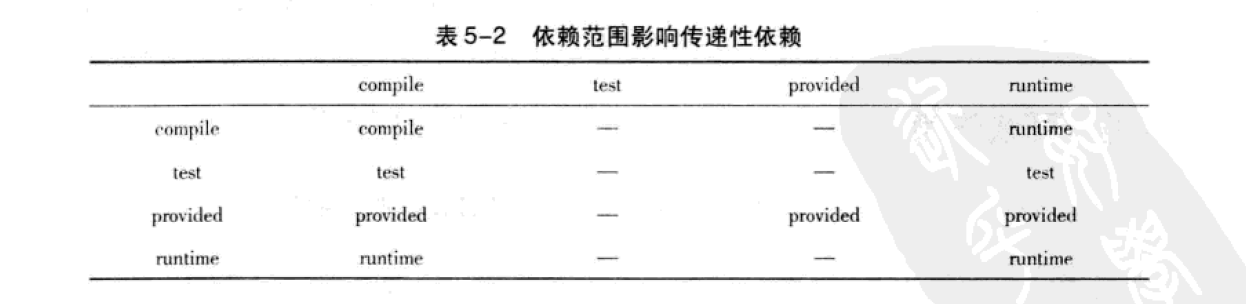 表 5-2 依赖范围影响传递性依赖
compile test provided runtime
compile compile — — runtime
test test — — test
provided provided — provided provided
runtime runtime — — runtime